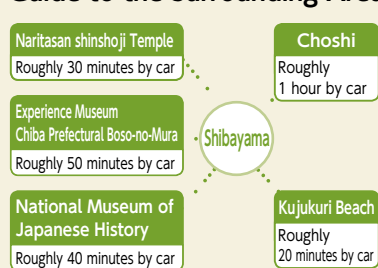 Naritasan shinshoji Temple
Roughly 30 minutes by car
Experience Museum
Chiba Prefectural Boso-no-Mura
Roughly 50 minutes by car
National Museum of
Japanese History
Roughly 40 minutes by car
Shibayama
Choshi
Roughly
1 hour by car
Kujukuri Beach
Roughly
20 minutes by car